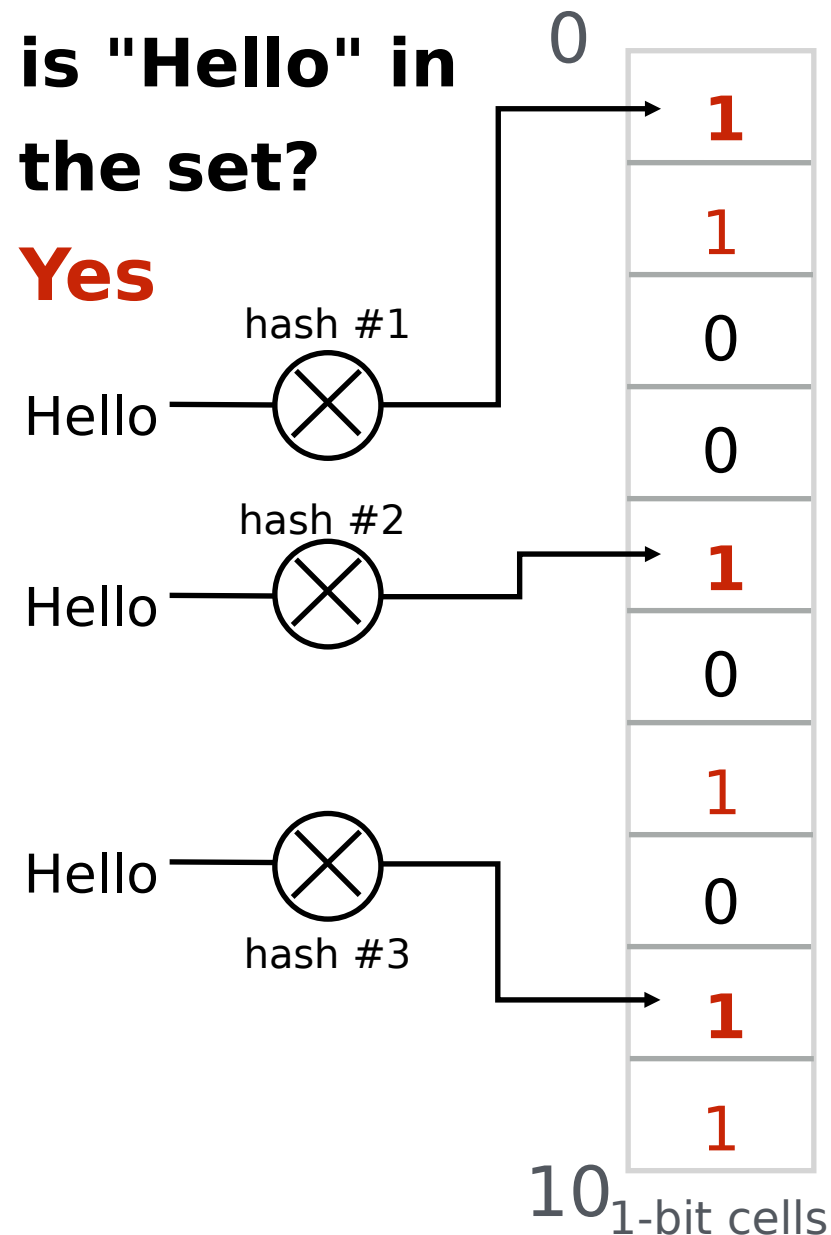 is "Hello" in
the set?
Yes
0
hash #1
Hello
hash #2
Hello
Hello
hash #3
1
1
0
0
1
0
1
0
1
1
10
1-bit cells